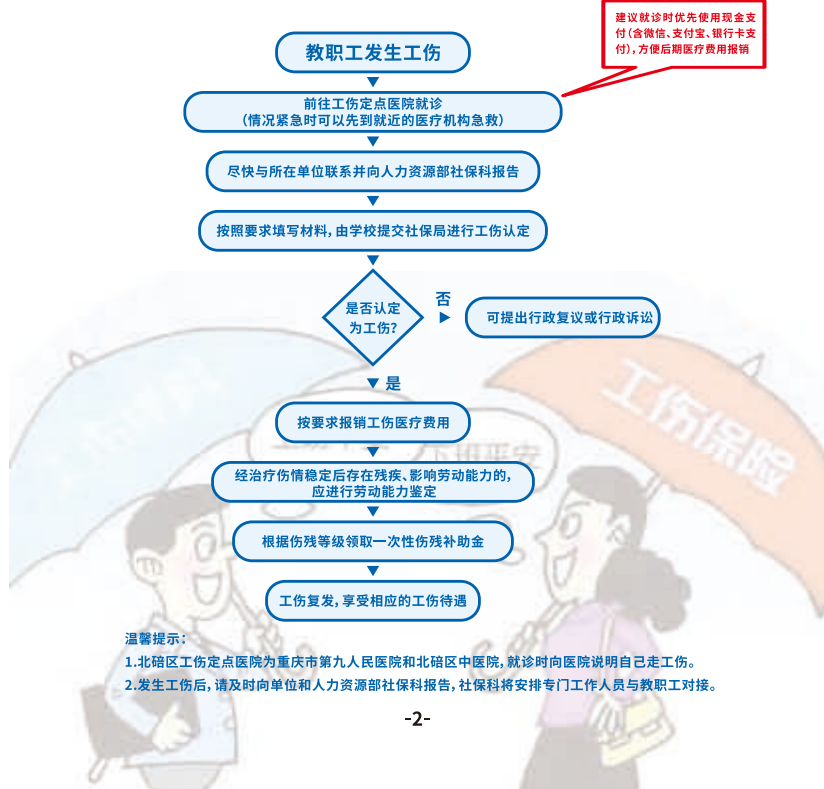 建议就诊时优先使用现金支
付(含微信、支付宝、银行卡支
付),方便后期医疗费用报销
教职工发生工伤
前往工伤定点医院就诊
(情况紧急时可以先到就近的医疗机构急救)
尽快与所在单位联系并向人力资源部社保科报告
按照要求填写材料,由学校提交社保局进行工伤认定
是否认定
为工伤?
否
可提出行政复议或行政诉讼
是
按要求报销工伤医疗费用
经治疗伤情稳定后存在残疾、影响劳动能力的,
应进行劳动能力鉴定
根据伤残等级领取一次性伤残补助金
工伤复发,享受相应的工伤待遇
工伤保险
下班平安
温馨提示:
1.北碚区工伤定点医院为重庆市第九人民医院和北碚区中医院,就诊时向医院说明自己走工伤。
2.发生工伤后,请及时向单位和人力资源部社保科报告,社保科将安排专门工作人员与教职工对接。
-2-